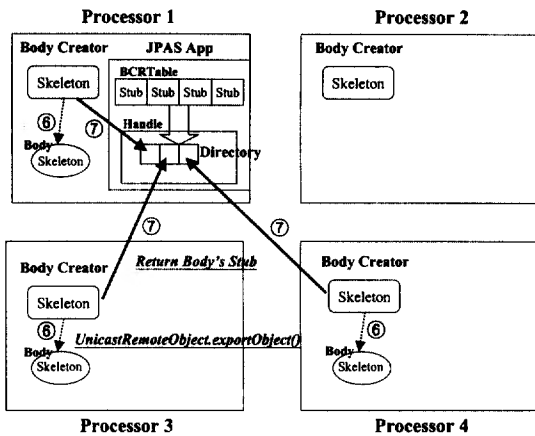 Processor 1
Processor 2
Body Creator
JPAS App
Body Creator
BCRTable
Skeleton
Stub Stub Stub Stub
Skeleton
⑥
⑦
Handle
Body
Skeleton
Directory
⑦
⑦
Body Creator
Return Body's Stub
Body Creator
Skeleton
Skeleton
⑥
⑥
UnicastRemoteObject.exportObject()
Body
Skeleton
Body
Skeleton
Processor 3
Processor 4